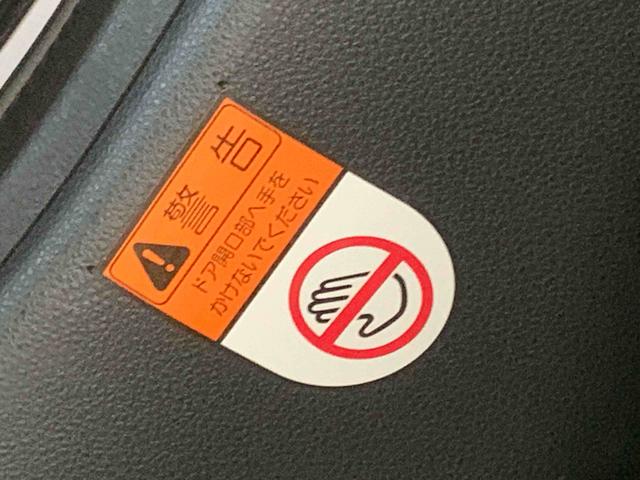 警告
ドア開口部へ手を
かけないでください